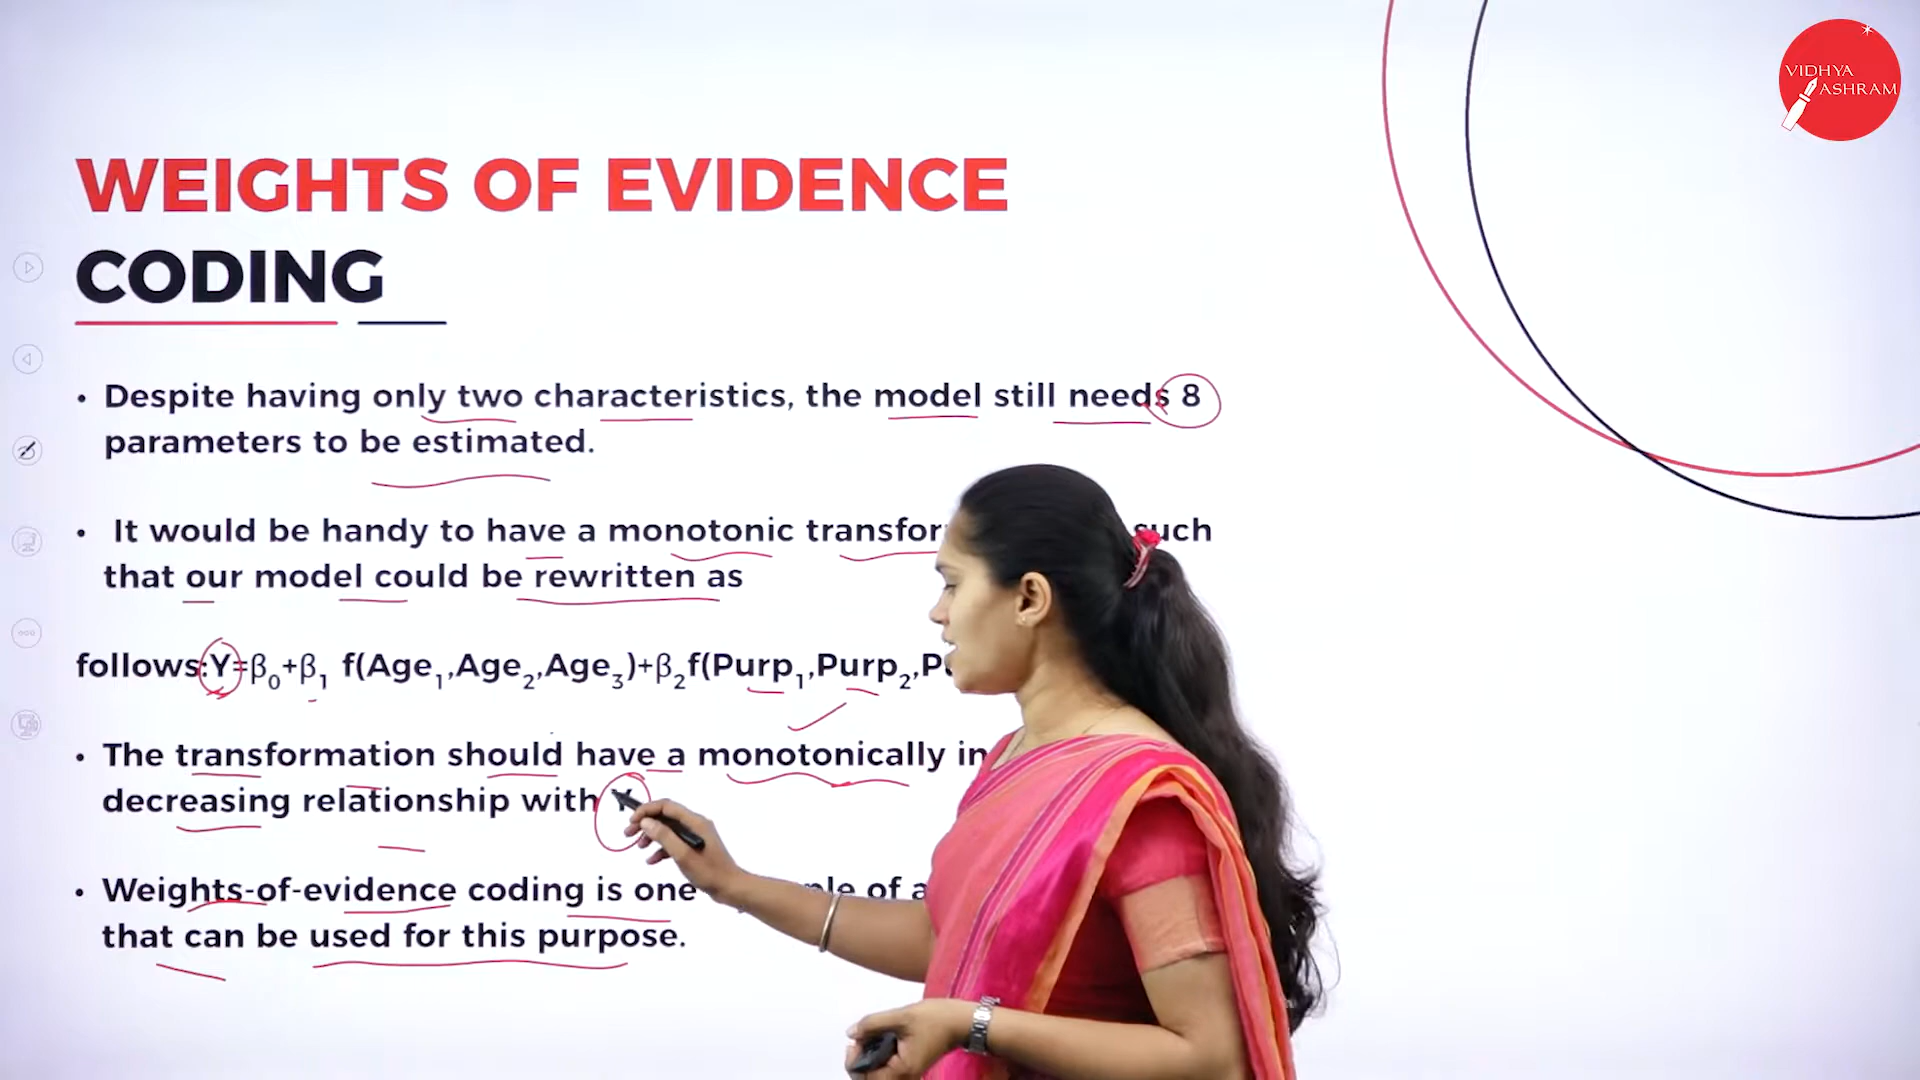 VIDHYA
ASHRAM
WEIGHTS OF EVIDENCE
CODING
• Despite having only two characteristics, the model still needs 8
parameters to be estimated.
• It would be handy to have a monotonic such
that our model could be rewritten as
follows:Y=β₀+β₁ f(Age₁,Age₂,Age₃)+β₂f(Purp₁,Purp₂,
• The transformation should have a monotonically
decreasing relationship with Y
• Weights-of-evidence coding is one of a
that can be used for this purpose.